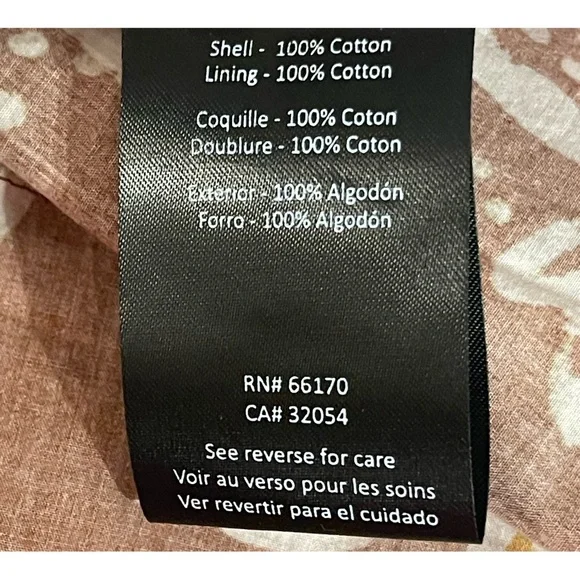 Shell - 100% Cotton
Lining - 100% Cotton
Coquille - 100% Coton
Doublure - 100% Coton
Exterior - 100% Algodón
Forro - 100% Algodón
RN# 66170
CA# 32054
See reverse for care
Voir au verso pour les soins
Ver revertir para el cuidado